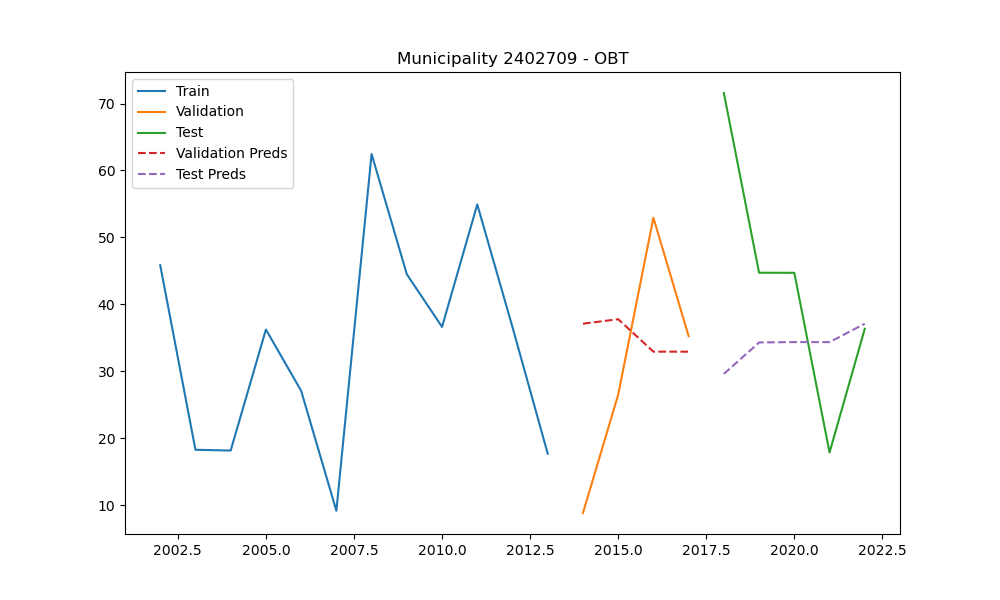 Municipality 2402709 - OBT
Train
Validation
Test
Validation Preds
Test Preds
70
60
50
40
30
20
10
2002.5 2005.0 2007.5 2010.0 2012.5 2015.0 2017.5 2020.0 2022.5